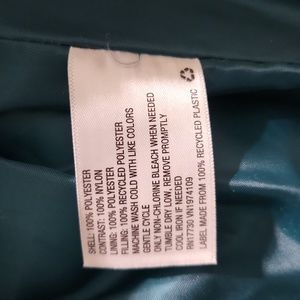 SHELL: 100% POLYESTER
CONTRAST: 100% NYLON
LINING: 100% POLYESTER
FILLING: 100% RECYCLED POLYESTER
MACHINE WASH COLD WITH LIKE COLORS
GENTLE CYCLE
ONLY NON-CHLORINE BLEACH WHEN NEEDED
TUMBLE DRY LOW, REMOVE PROMPTLY
COOL IRON IF NEEDED
RN17730 VN1974109
LABEL MADE FROM 100% RECYCLED PLASTIC